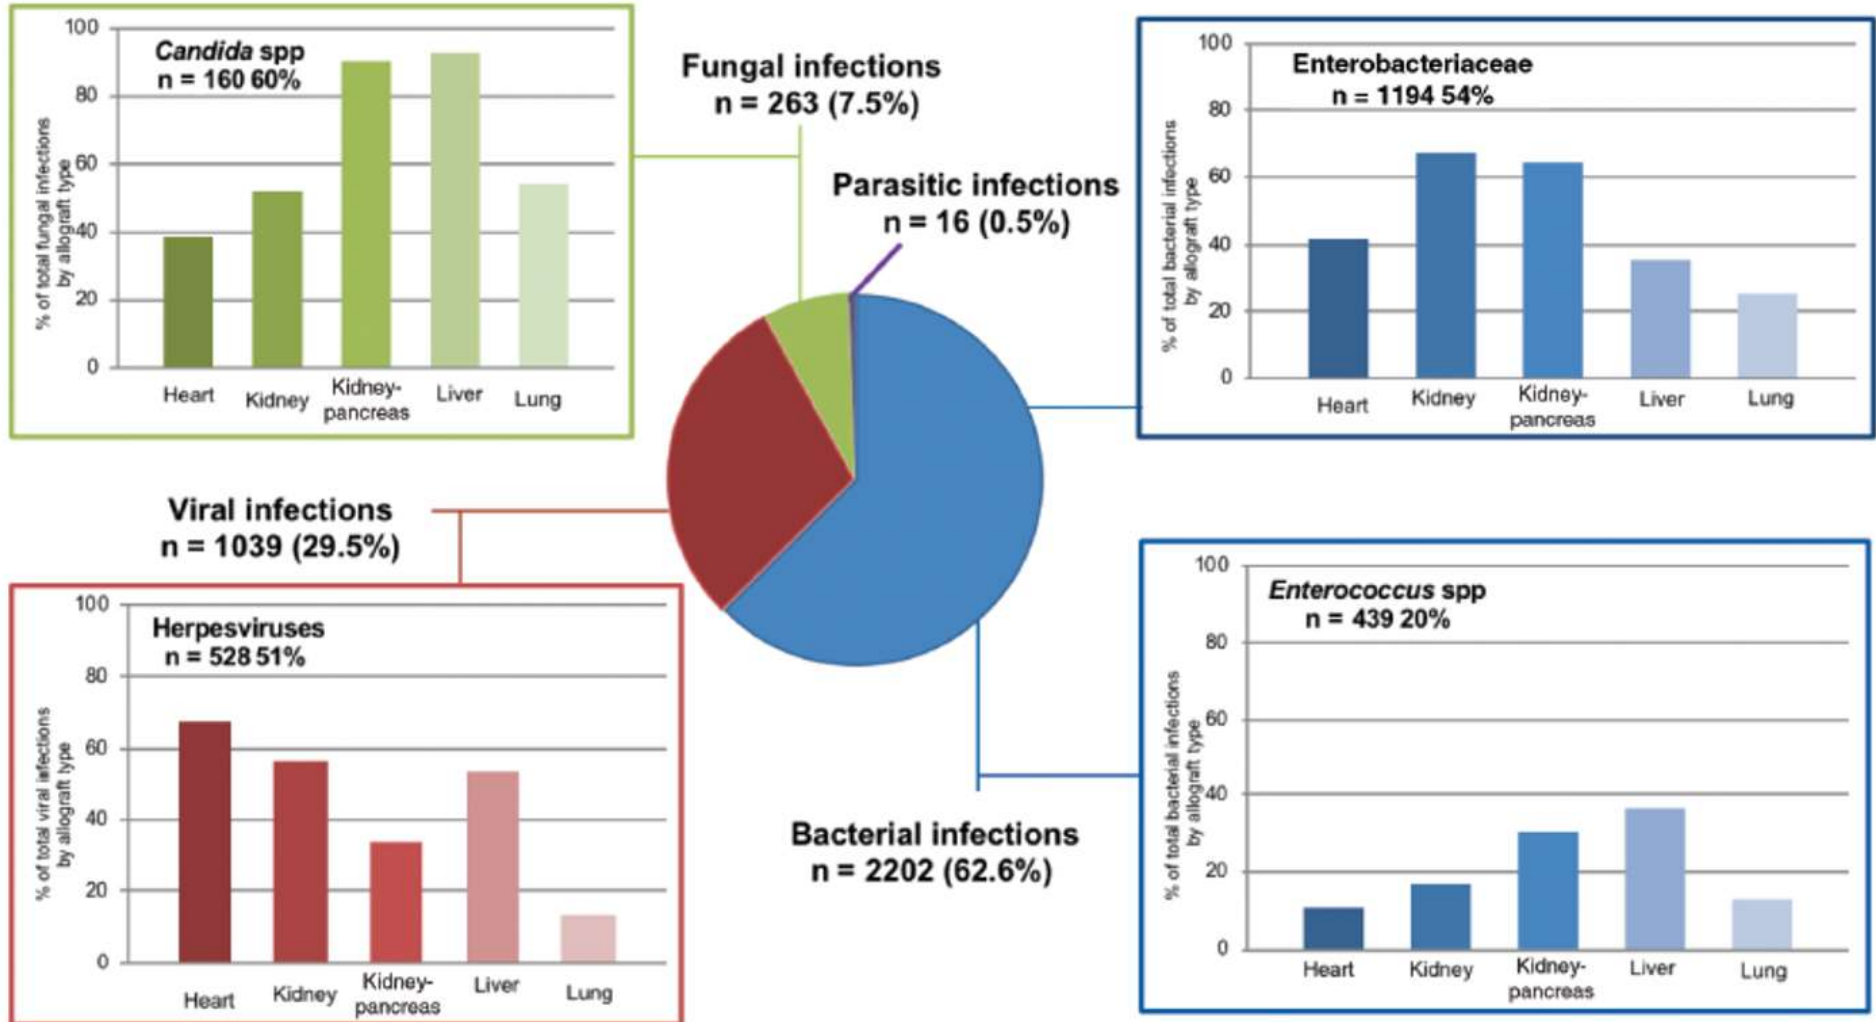 Candida spp
n = 160 60%
% of total fungal infections
by allograft type
100
80
60
40
20
0
Heart
Kidney
Kidney-
pancreas
Liver
Lung
Fungal infections
n = 263 (7.5%)
Parasitic infections
n = 16 (0.5%)
Enterobacteriaceae
n = 1194 54%
% of total bacterial infections
by allograft type
100
80
60
40
20
0
Heart
Kidney
Kidney-
pancreas
Liver
Lung
Viral infections
n = 1039 (29.5%)
Herpesviruses
n = 528 51%
% of total viral infections
by allograft type
100
80
60
40
20
0
Heart
Kidney
Kidney-
pancreas
Liver
Lung
Bacterial infections
n = 2202 (62.6%)
Enterococcus spp
n = 439 20%
% of total bacterial infections
by allograft type
100
80
60
40
20
0
Heart
Kidney
Kidney-
pancreas
Liver
Lung